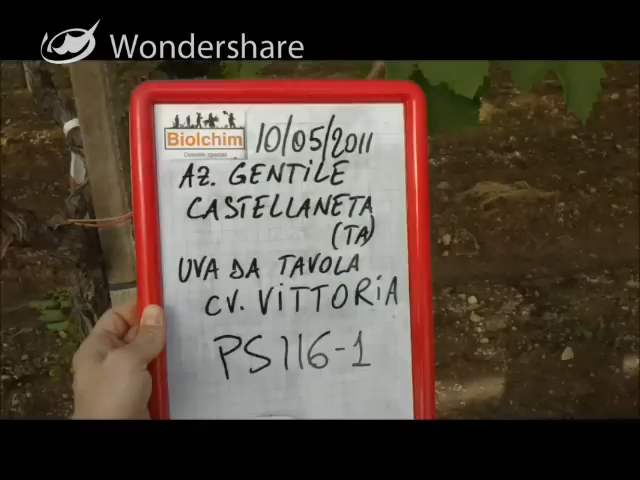 Wondershare
Biolchim
10/05/2011
AZ. GENTILE
CASTELLANETA
(TA)
UVA DA TAVOLA
CV. VITTORIA
PS116-1